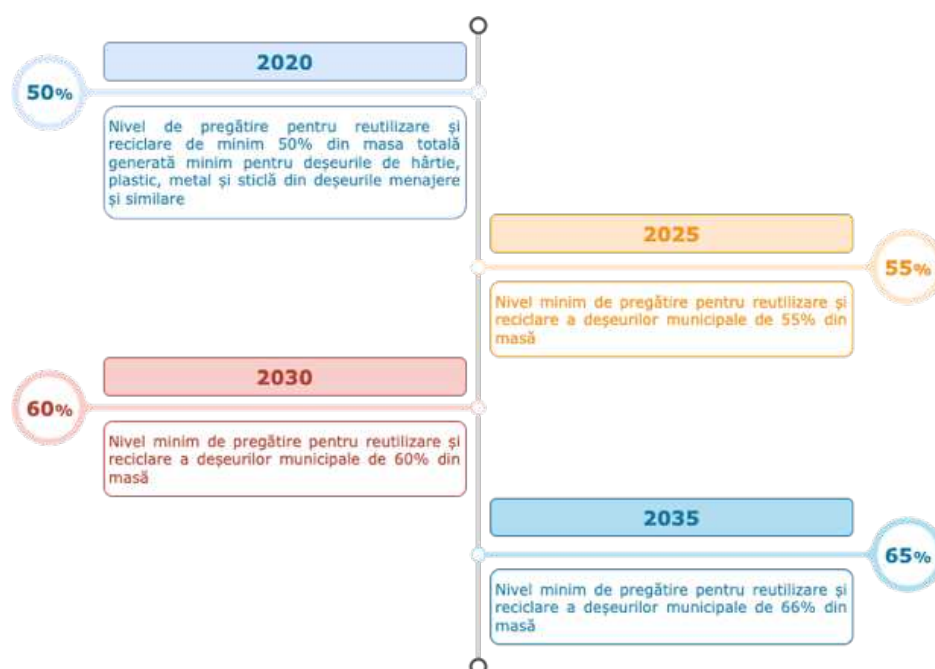 2020
50%
Nivel de pregătire pentru reutilizare și
reciclare de minim 50% din masa totală
generată minim pentru deșeurile de hârtie,
plastic, metal și sticlă din deșeurile menajere
și similare
2025
55%
Nivel minim de pregătire pentru reutilizare și
reciclare a deșeurilor municipale de 55% din
masă
2030
60%
Nivel minim de pregătire pentru reutilizare și
reciclare a deșeurilor municipale de 60% din
masă
2035
65%
Nivel minim de pregătire pentru reutilizare și
reciclare a deșeurilor municipale de 66% din
masă